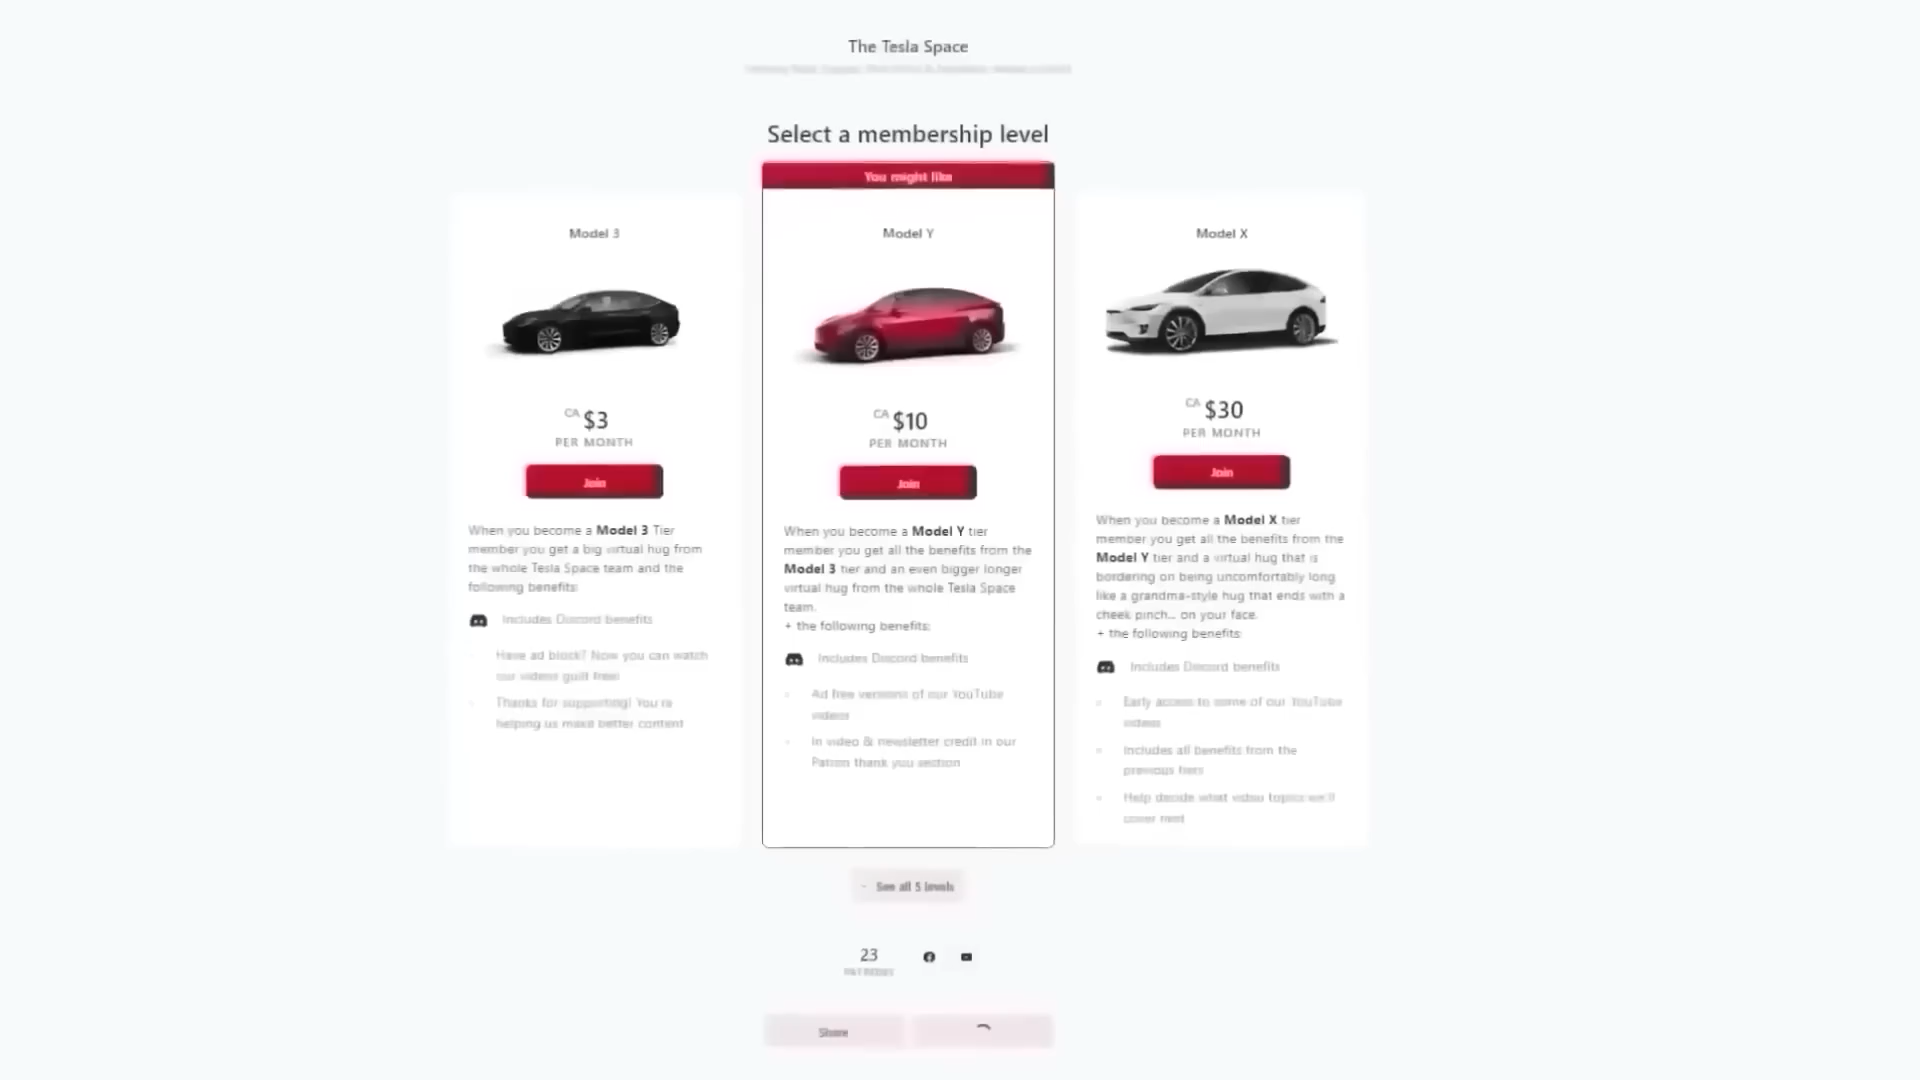 The Tesla Space
Select a membership level
You might like
Model 3
CA $3
PER MONTH
Join
When you become a Model 3 Tier
member you get a big virtual hug from
the whole Tesla Space team and the
following benefits:
Includes Discord benefits
Have ad block? Now you can watch
our videos guilt free!
Thanks for supporting! You're
helping us make better content
Model Y
CA $10
PER MONTH
Join
When you become a Model Y tier
member you get all the benefits from the
Model 3 tier and an even bigger longer
virtual hug from the whole Tesla Space
team.
+ the following benefits:
Includes Discord benefits
Ad free versions of our YouTube
videos
In video & newsletter credit in our
Patron thank you section
Model X
CA $30
PER MONTH
Join
When you become a Model X tier
member you get all the benefits from the
Model Y tier and a virtual hug that is
bordering on being uncomfortably long
like a grandma-style hug that ends with a
cheek pinch... on your face.
+ the following benefits:
Includes Discord benefits
Early access to some of our YouTube
videos
Includes all benefits from the
previous tiers
Help decide what video topics we'll
cover next
See all 5 levels
23
PATRONS
Share